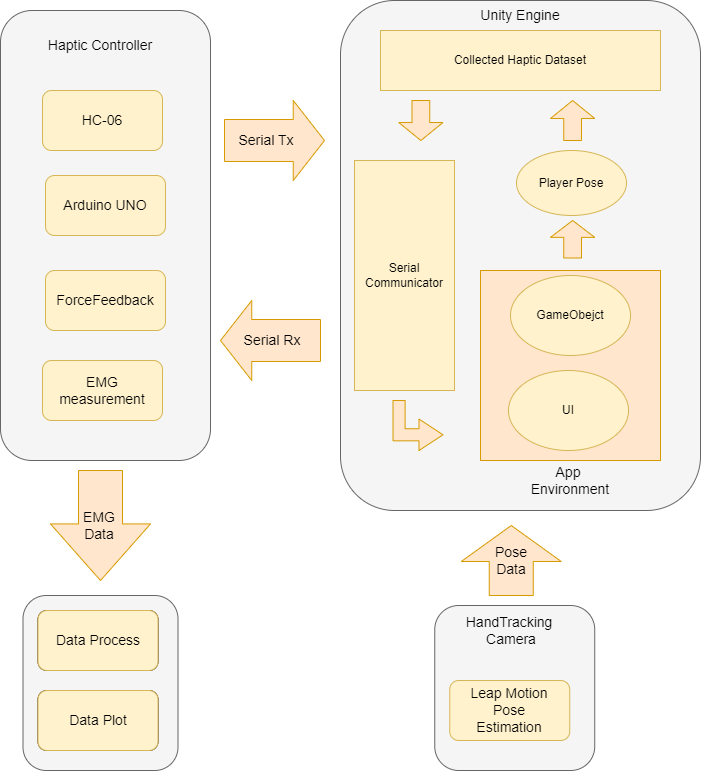 Haptic Controller
HC-06
Arduino UNO
ForceFeedback
EMG
measurement
Serial Tx
Serial Rx
Unity Engine
Collected Haptic Dataset
Player Pose
Serial
Communicator
GameObejct
UI
App
Environment
EMG
Data
Data Process
Data Plot
Pose
Data
HandTracking
Camera
Leap Motion
Pose
Estimation